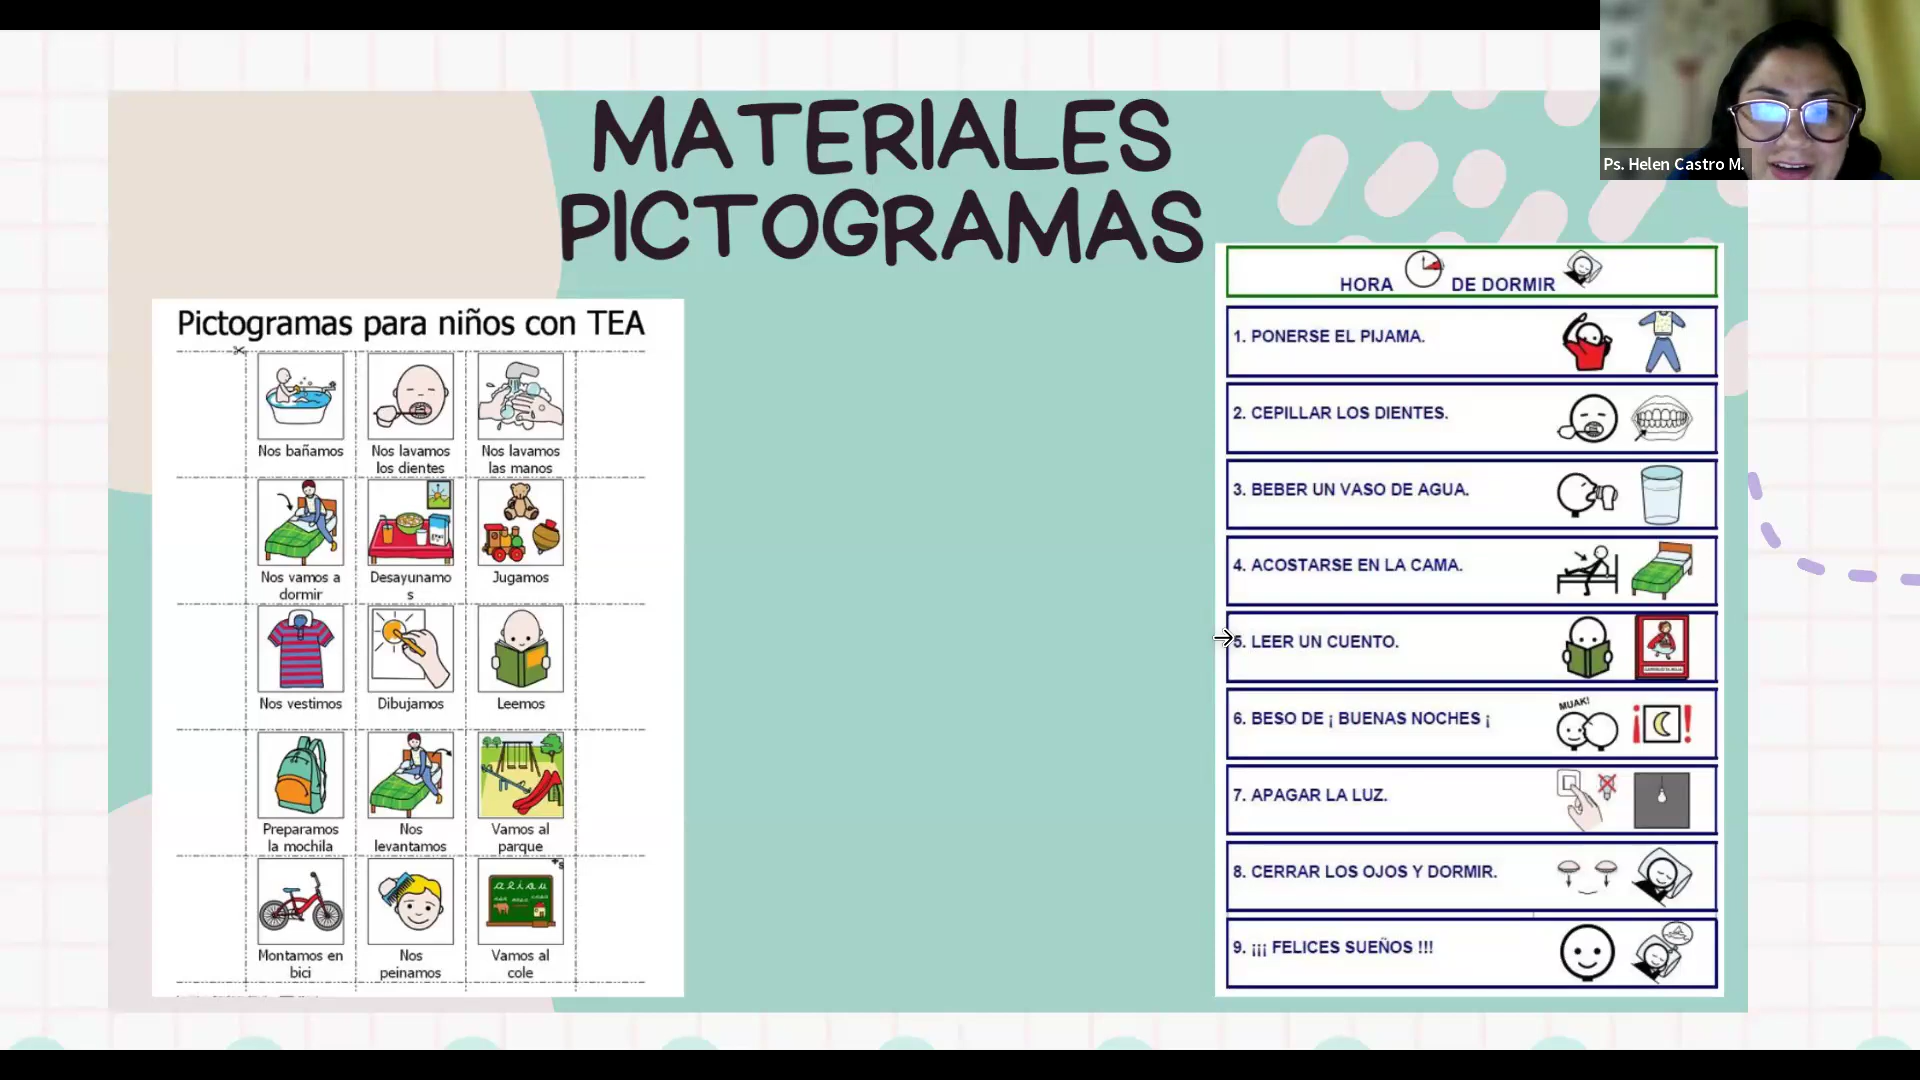 MATERIALES
PICTOGRAMAS
Ps. Helen Castro M.
Pictogramas para niños con TEA
Nos bañamos
Nos lavamos
los dientes
Nos lavamos
las manos
Nos vamos a
dormir
Desayunamo
s
Jugamos
Nos vestimos
Dibujamos
Leemos
Preparamos
la mochila
Nos
levantamos
Vamos al
parque
Montamos en
bici
Nos
peinamos
a e i o u
Vamos al
cole
HORA DE DORMIR
1. PONERSE EL PIJAMA.
2. CEPILLAR LOS DIENTES.
3. BEBER UN VASO DE AGUA.
4. ACOSTARSE EN LA CAMA.
5. LEER UN CUENTO.
6. BESO DE ¡ BUENAS NOCHES ¡
MUAK!
¡ !
7. APAGAR LA LUZ.
8. CERRAR LOS OJOS Y DORMIR.
9. ¡¡¡ FELICES SUEÑOS !!!